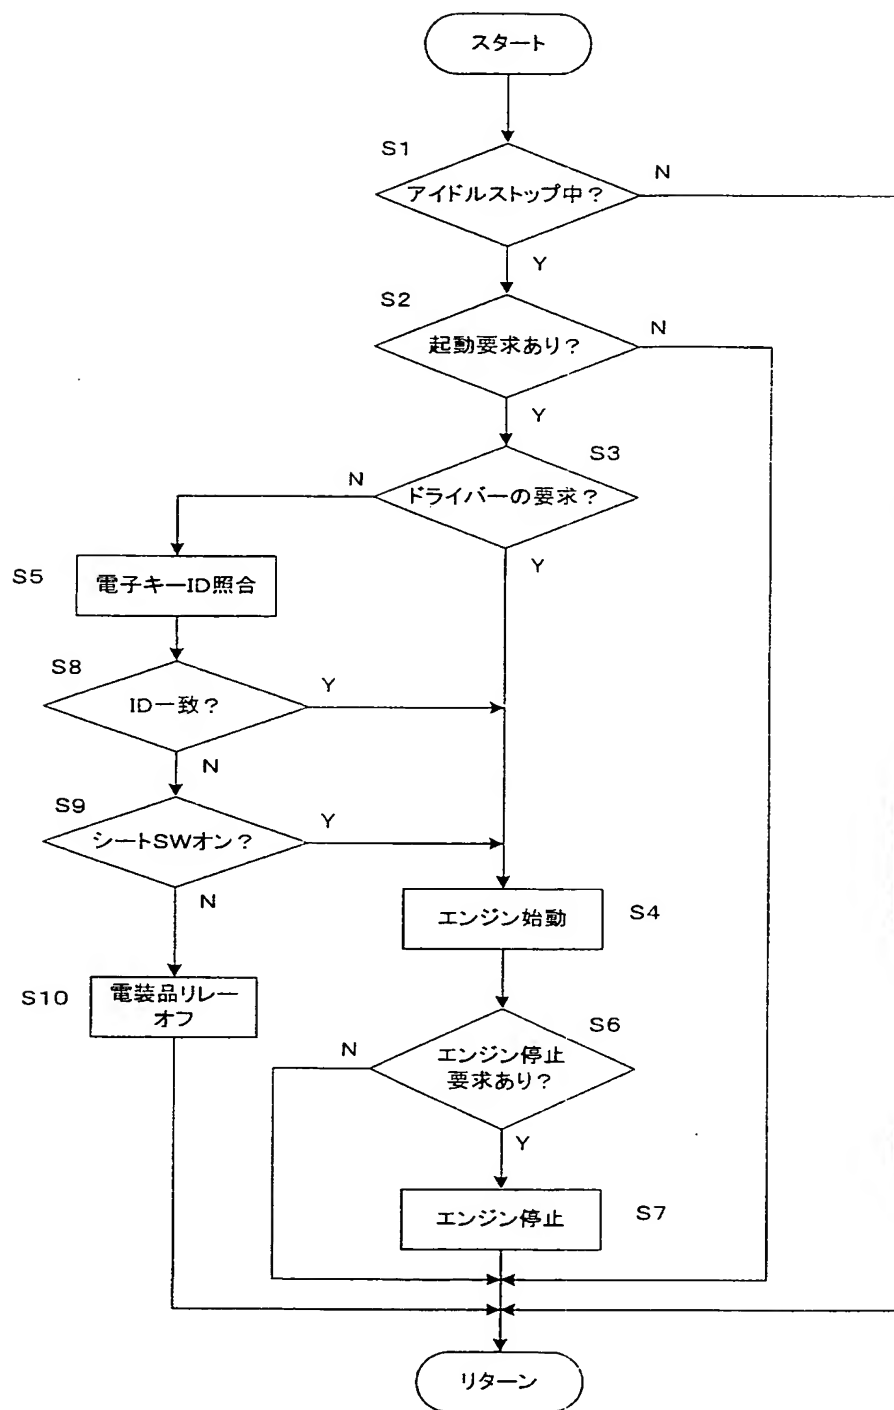 スタート
S1
アイドルストップ中？
N
Y
S2
起動要求あり？
N
Y
S3
ドライバーの要求？
N
Y
S5
電子キーID照合
S8
ID一致？
Y
N
S9
シートSWオン？
Y
N
エンジン始動
S4
S10
電装品リレー
オフ
S6
エンジン停止
要求あり？
N
Y
エンジン停止
S7
リターン